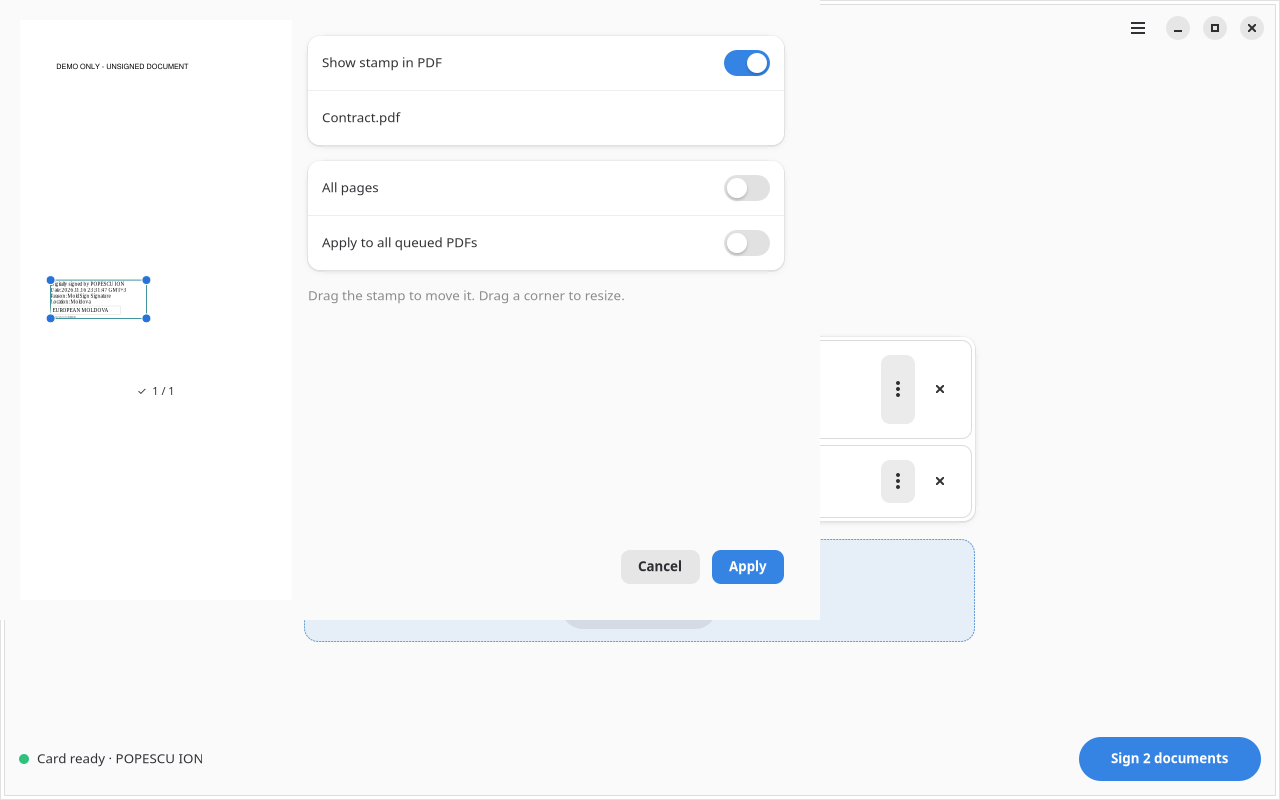 DEMO ONLY - UNSIGNED DOCUMENT
Show stamp in PDF
Contract.pdf
All pages
Apply to all queued PDFs
Drag the stamp to move it. Drag a corner to resize.
Digitally signed by POPESCU ION
Reason: MoldSign Signature
Location: Moldova
EUROPEAN MOLDOVA
1 / 1
Cancel
Apply
Card ready · POPESCU ION
Sign 2 documents